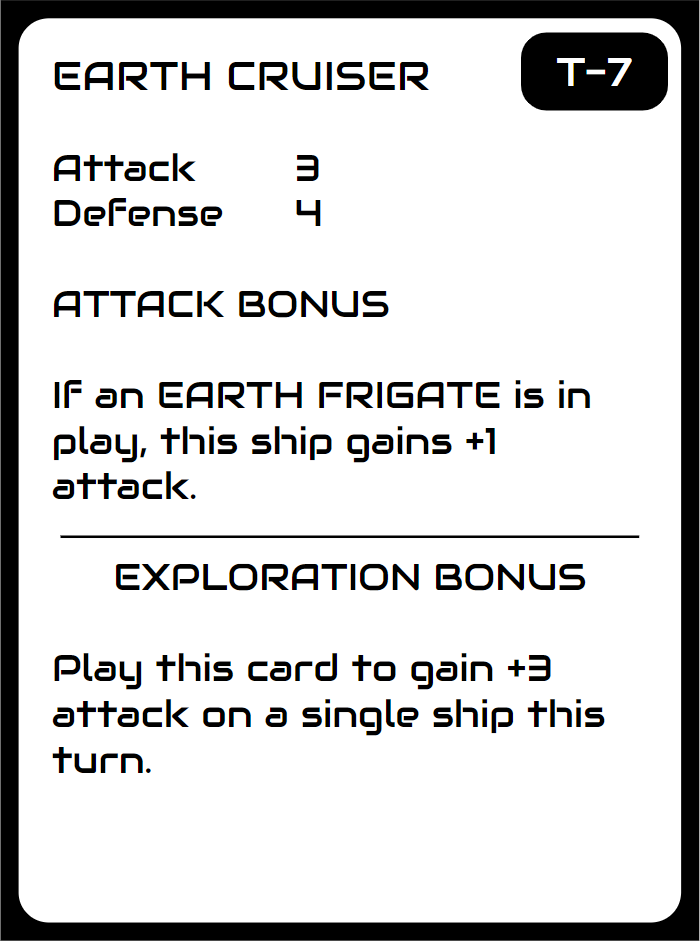 EARTH CRUISER
T-7
Attack 3
Defense 4
ATTACK BONUS
If an EARTH FRIGATE is in
play, this ship gains +1
attack.
EXPLORATION BONUS
Play this card to gain +3
attack on a single ship this
turn.